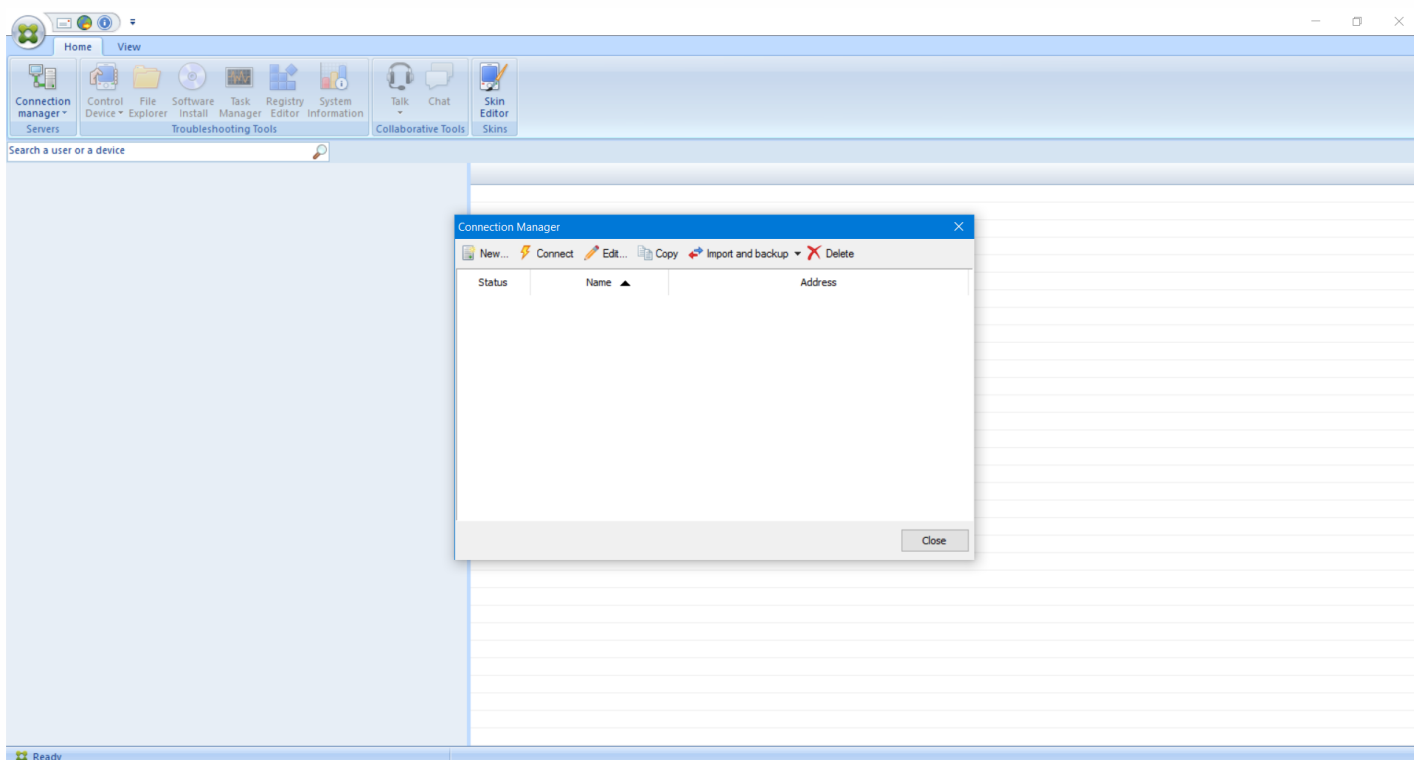 Home View
Connection manager
Control Device
File Explorer
Software Install
Task Manager
Registry Editor
System Information
Talk
Chat
Skin Editor
Servers
Troubleshooting Tools
Collaborative Tools
Skins
Search a user or a device
Connection Manager
New... Connect Edit... Copy Import and backup Delete
Status Name Address
Close
Ready